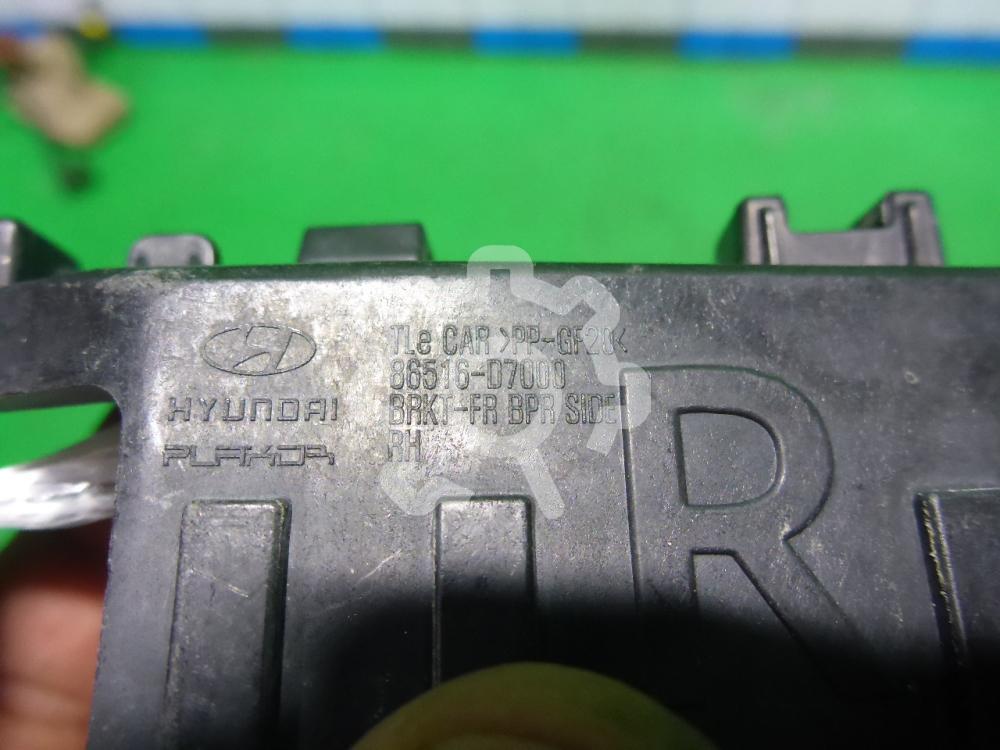 TLe CAR >PP-GF20<
86516-D7000
HYUNDAI BRKT-FR BPR SIDE
PLAKOR RH
R